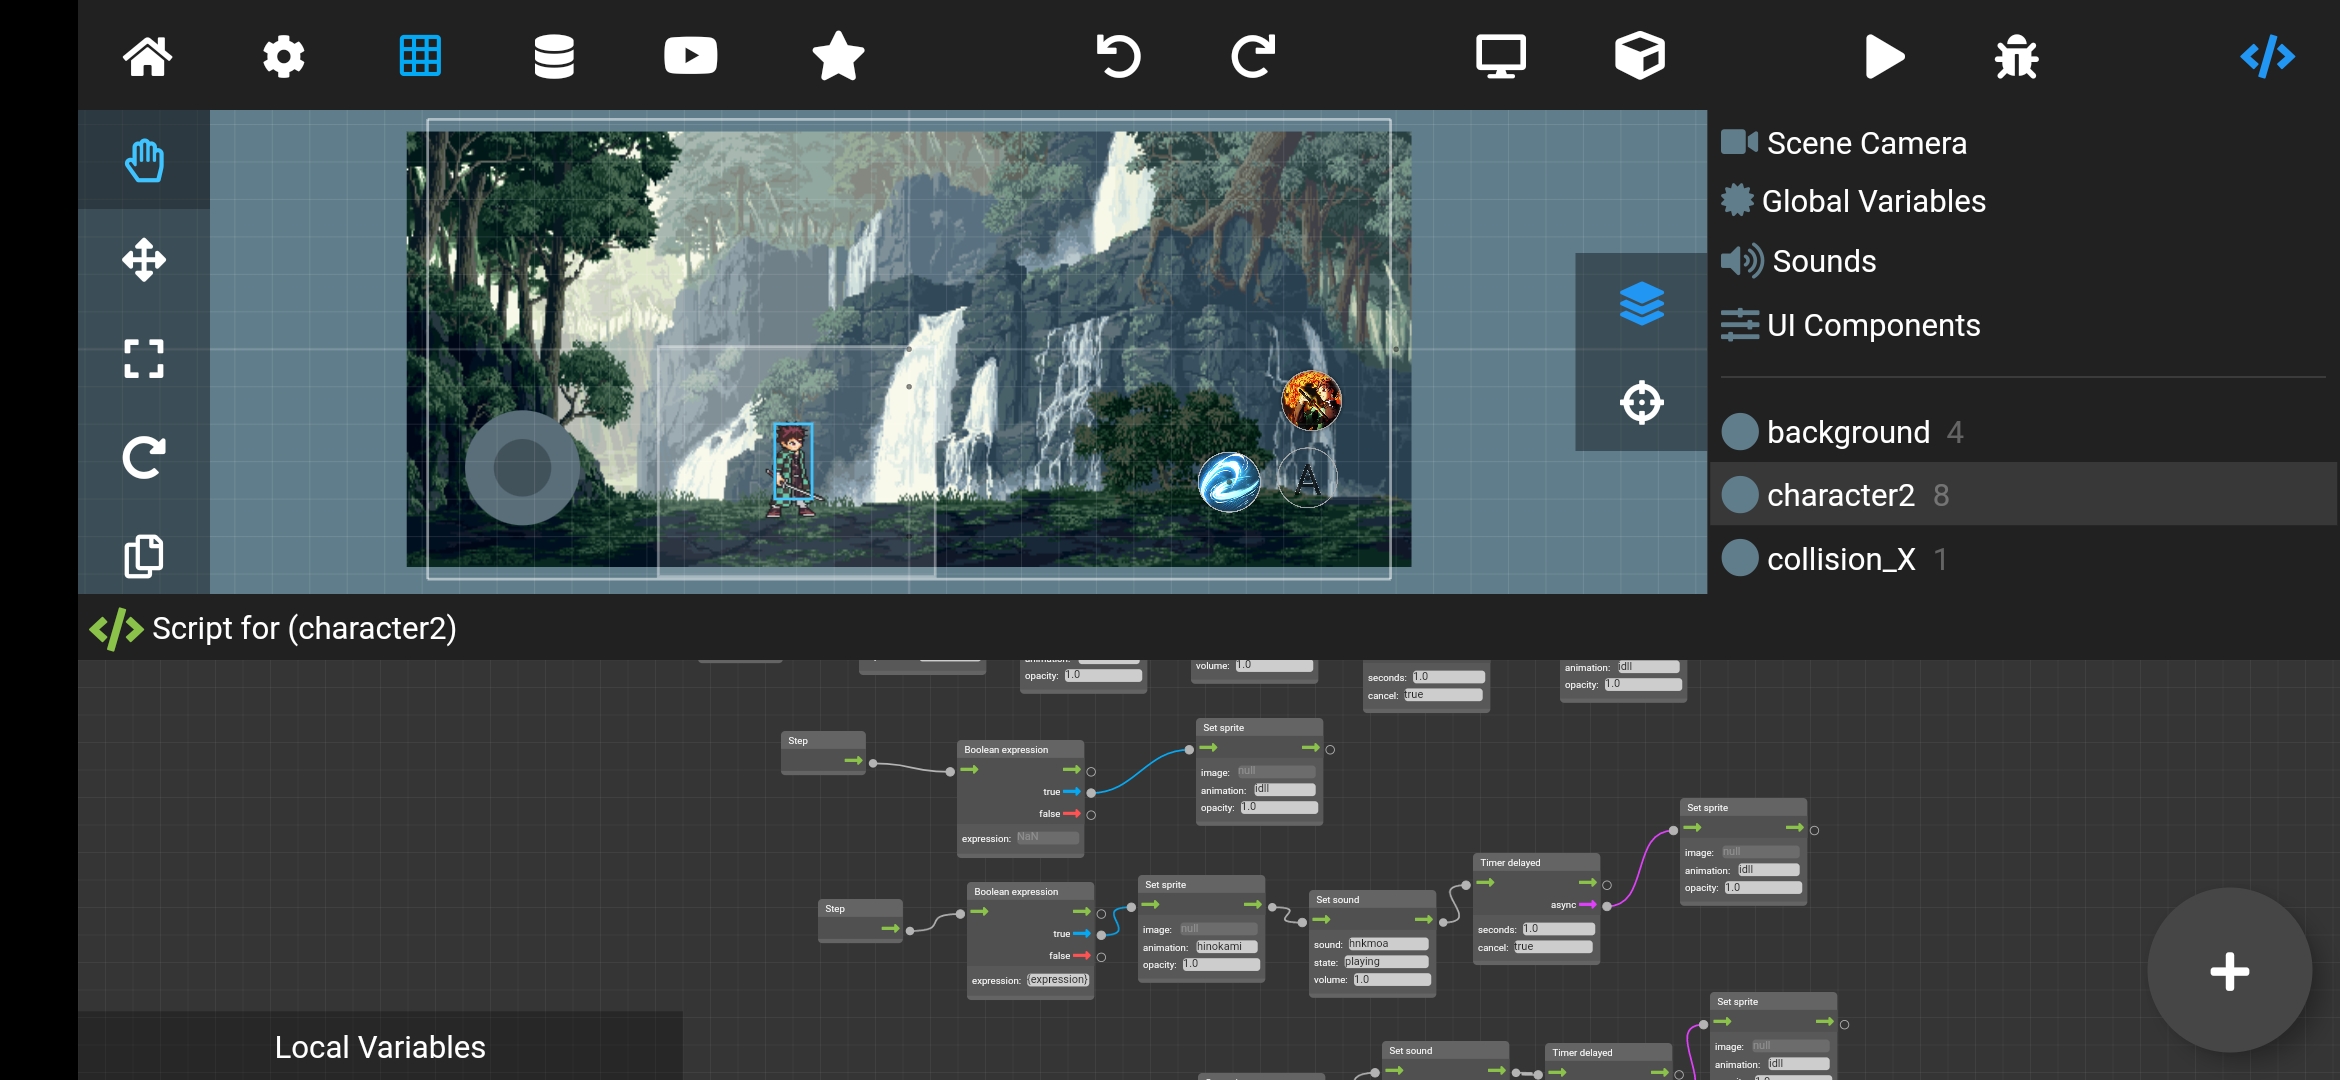 Scene Camera
Global Variables
Sounds
UI Components
background 4
character2 8
collision_X 1
A
Script for (character2)
opacity: 1.0
volume: 1.0
seconds: 1.0
cancel: true
animation: idll
opacity: 1.0
Step
Boolean expression
true
false
expression: NaN
Set sprite
image: null
animation: idll
opacity: 1.0
Step
Boolean expression
true
false
expression: {expression}
Set sprite
image: null
animation: hinokami
opacity: 1.0
Set sound
sound: hnkmoa
state: playing
volume: 1.0
Timer delayed
async
seconds: 1.0
cancel: true
Set sprite
image: null
animation: idll
opacity: 1.0
Set sound
Timer delayed
Set sprite
image: null
animation: idll
Local Variables